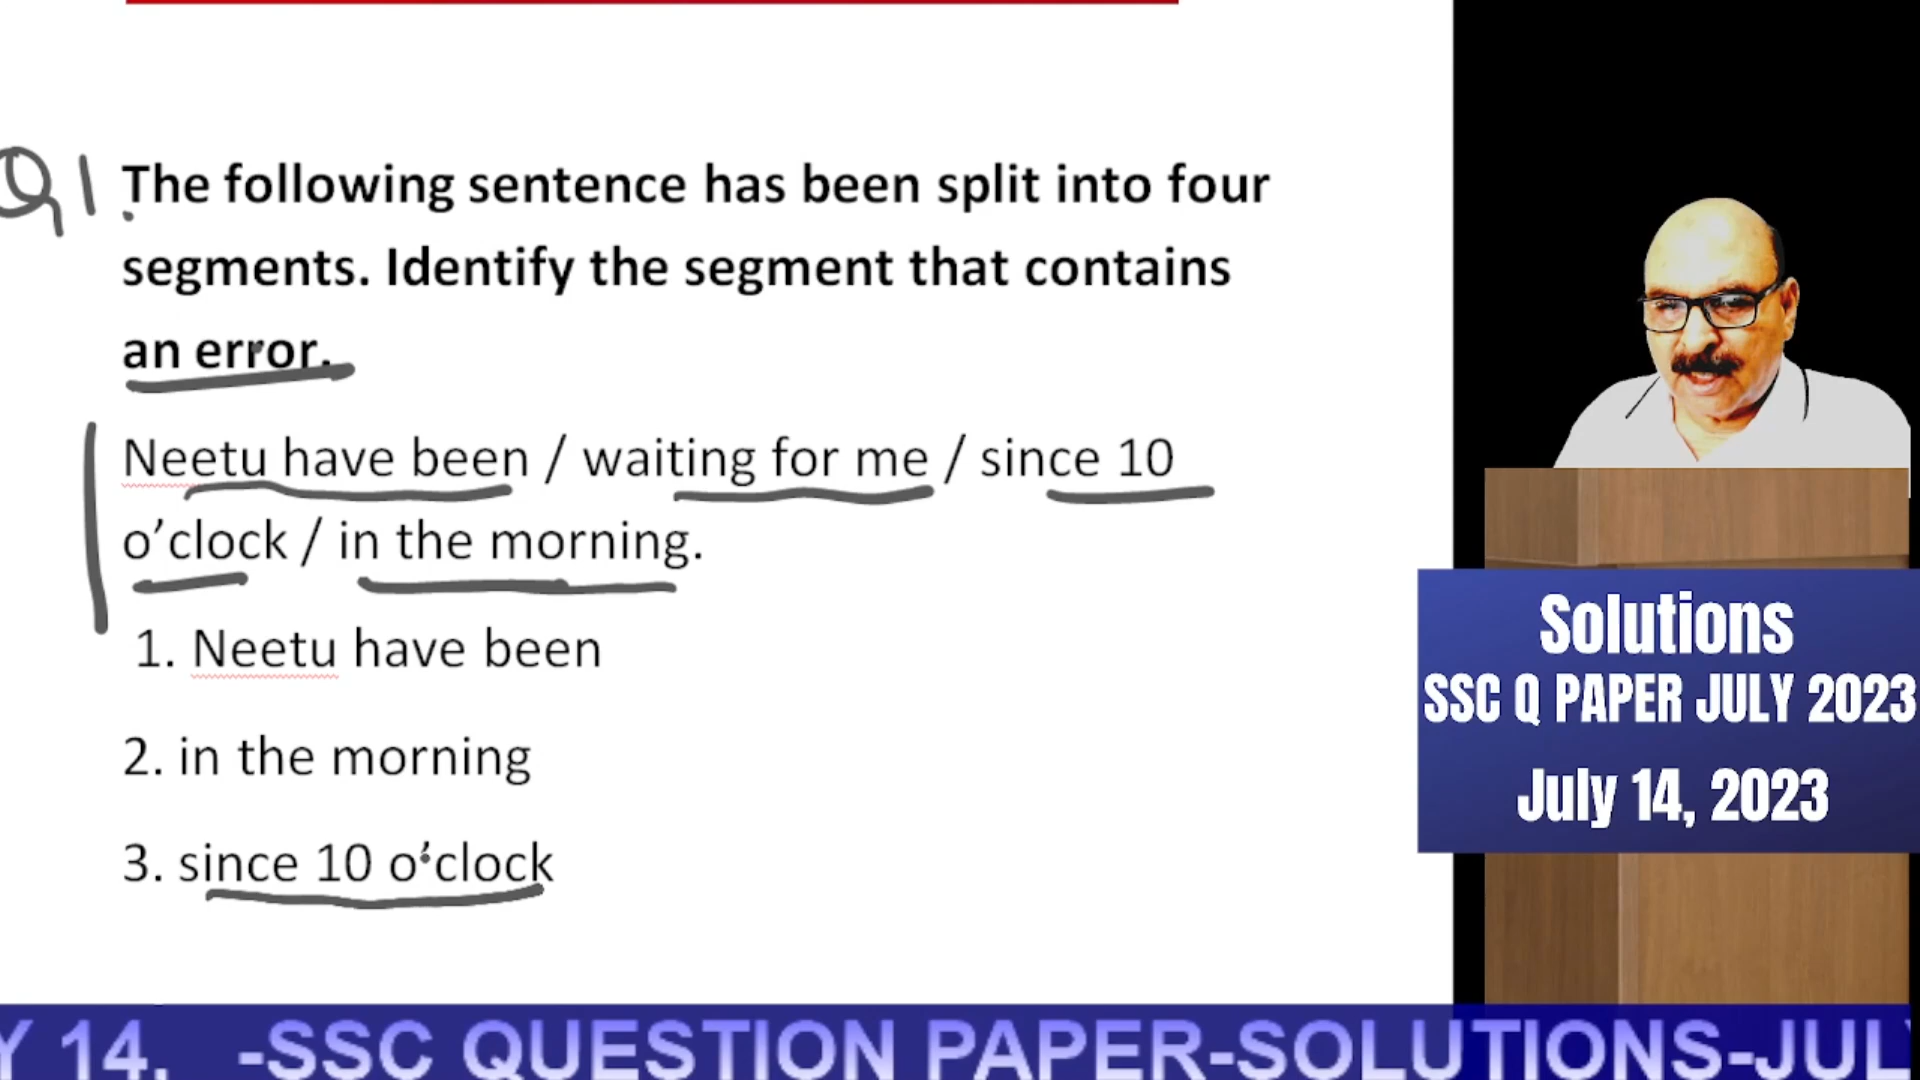 Q1.
The following sentence has been split into four
segments. Identify the segment that contains
an error.
Neetu have been / waiting for me / since 10
o’clock / in the morning.
1. Neetu have been
2. in the morning
3. since 10 o’clock
Solutions
SSC Q PAPER JULY 2023
July 14, 2023
Y 14. -SSC QUESTION PAPER-SOLUTIONS-JUL